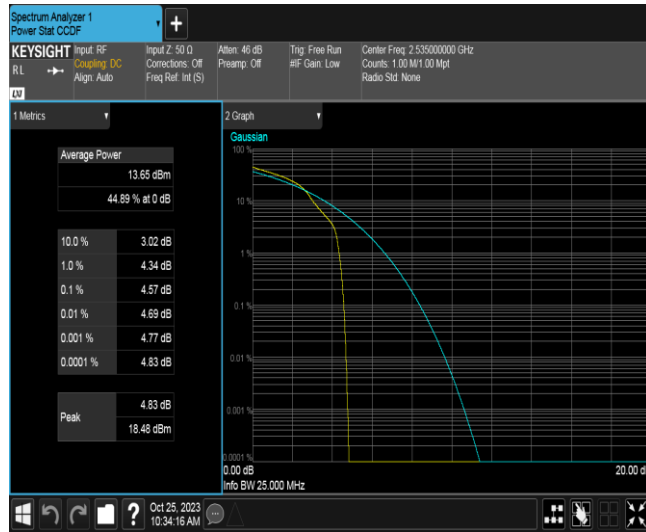 Spectrum Analyzer 1
Power Stat CCDF
+
KEYSIGHT
RL
LXI
Input: RF
Coupling: DC
Align: Auto
Input Z: 50 Ω
Corrections: Off
Freq Ref: Int (S)
Atten: 46 dB
Preamp: Off
Trig: Free Run
#IF Gain: Low
Center Freq: 2.535000000 GHz
Counts: 1.00 M/1.00 Mpt
Radio Std: None
1 Metrics
Average Power
13.65 dBm
44.89 % at 0 dB
10.0 % 3.02 dB
1.0 % 4.34 dB
0.1 % 4.57 dB
0.01 % 4.69 dB
0.001 % 4.77 dB
0.0001 % 4.83 dB
Peak
4.83 dB
18.48 dBm
2 Graph
Gaussian
100 %
10 %
1 %
0.1 %
0.01 %
0.001 %
0.0001 %
0.00 dB
20.00 d
Info BW 25.000 MHz
?
Oct 25, 2023
10:34:16 AM